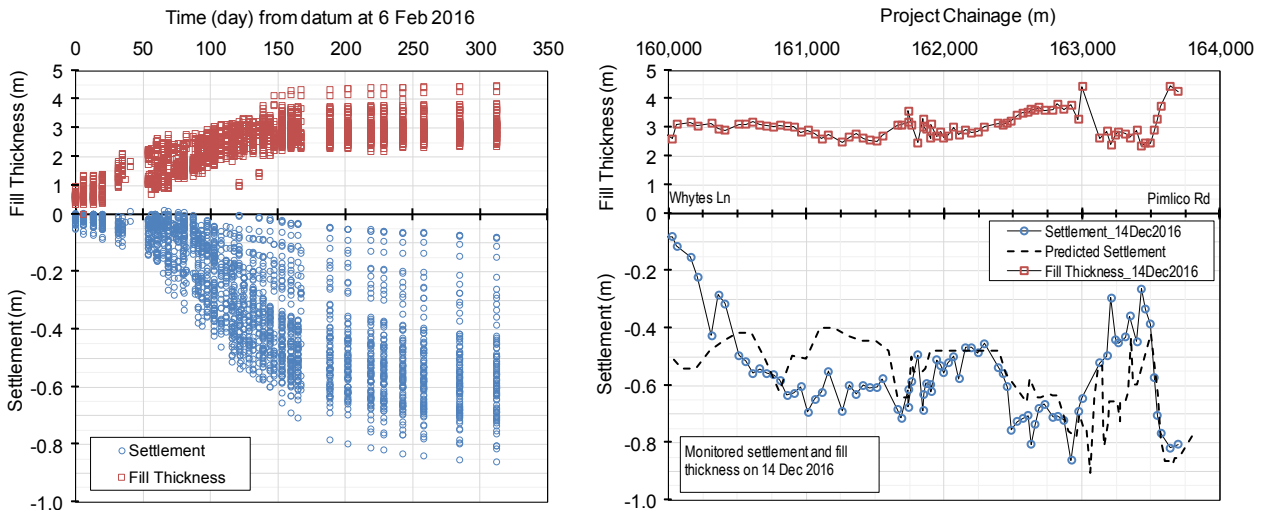 Time (day) from datum at 6 Feb 2016
0 50 100 150 200 250 300 350
5
4
3
2
1
0
Fill Thickness (m)
-0.2
-0.4
-0.6
-0.8
-1.0
Settlement (m)
Settlement
Fill Thickness
Project Chainage (m)
160,000 161,000 162,000 163,000 164,000
5
4
3
2
1
0
Fill Thickness (m)
Whytes Ln
Pimlico Rd
-0.2
-0.4
-0.6
-0.8
-1.0
Settlement (m)
Settlement_14Dec2016
Predicted Settlement
Fill Thickness_14Dec2016
Monitored settlement and fill
thickness on 14 Dec 2016